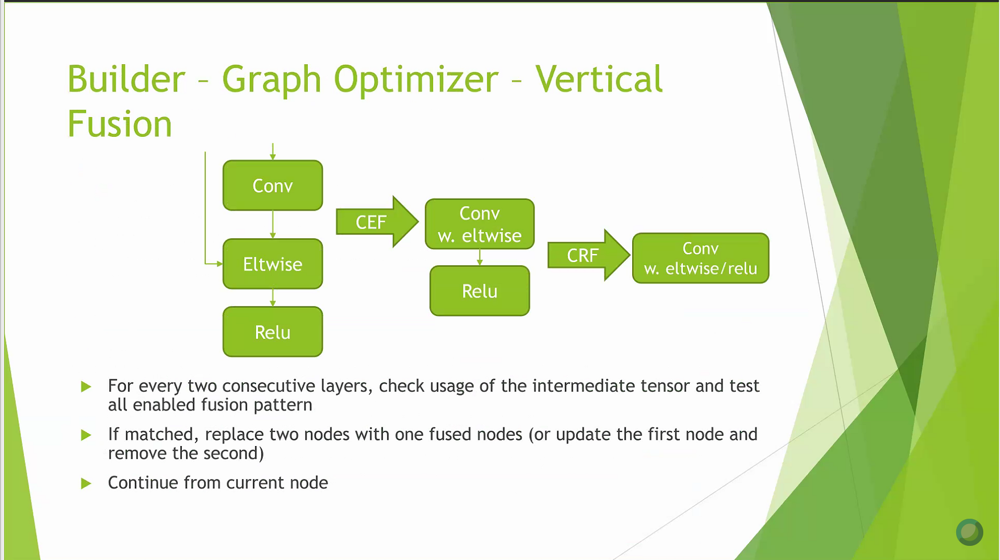 Builder – Graph Optimizer – Vertical
Fusion
Conv
Eltwise
Relu
CEF
Conv
w. eltwise
Relu
CRF
Conv
w. eltwise/relu
For every two consecutive layers, check usage of the intermediate tensor and test
all enabled fusion pattern
If matched, replace two nodes with one fused nodes (or update the first node and
remove the second)
Continue from current node